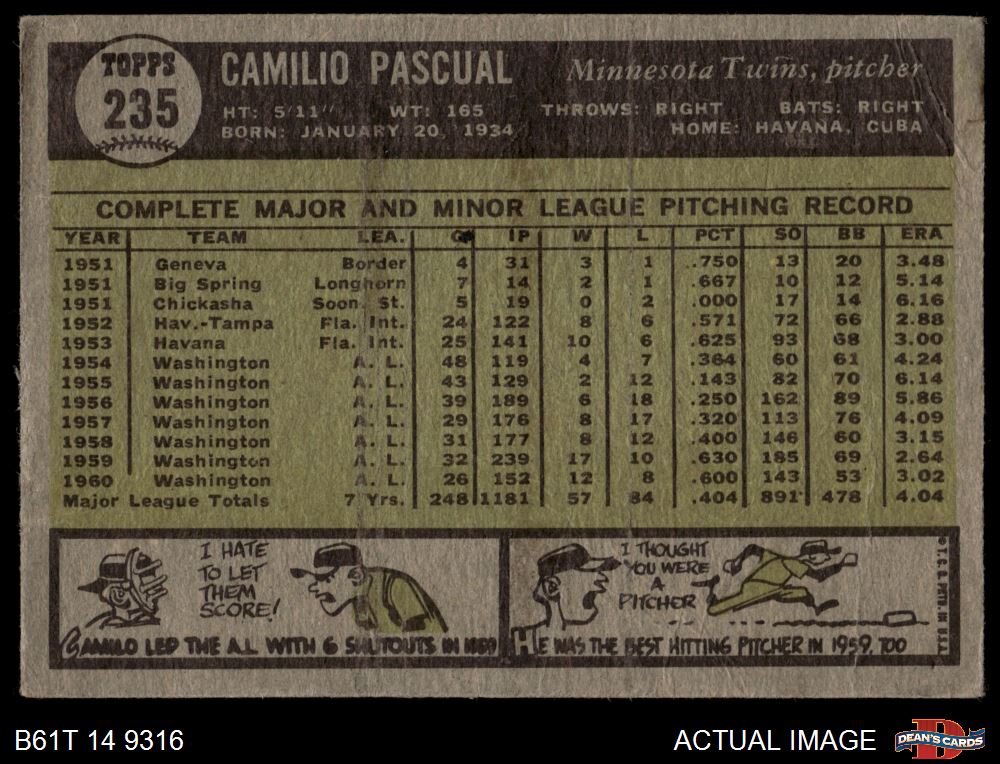 TOPPS
235
CAMILIO PASCUAL
Minnesota Twins, pitcher
HT: 5'11" WT: 165 THROWS: RIGHT BATS: RIGHT
BORN: JANUARY 20, 1934 HOME: HAVANA, CUBA
COMPLETE MAJOR AND MINOR LEAGUE PITCHING RECORD
YEAR TEAM LEA. G IP W L PCT SO BB ERA
1951 Geneva Border 4 31 3 1 .750 13 20 3.48
1951 Big Spring Longhorn 7 14 2 1 .667 10 12 5.14
1951 Chickasha Soon. St. 5 19 0 2 .000 17 14 6.16
1952 Hav.-Tampa Fla. Int. 24 122 8 6 .571 72 66 2.88
1953 Havana Fla. Int. 25 141 10 6 .625 93 68 3.00
1954 Washington A. L. 48 119 4 7 .364 60 61 4.24
1955 Washington A. L. 43 129 2 12 .143 82 70 6.14
1956 Washington A. L. 39 189 6 18 .250 162 89 5.86
1957 Washington A. L. 29 176 8 17 .320 113 76 4.09
1958 Washington A. L. 31 177 8 12 .400 146 60 3.15
1959 Washington A. L. 32 239 17 10 .630 185 69 2.64
1960 Washington A. L. 26 152 12 8 .600 143 53 3.02
Major League Totals 7 Yrs. 248 1181 57 84 .404 891 478 4.04
I HATE
TO LET
THEM
SCORE!
CAMILO LED THE A.L. WITH 6 SHUTOUTS IN 1959
I THOUGHT
YOU WERE
A
PITCHER
HE WAS THE BEST HITTING PITCHER IN 1959, TOO
© T.C.G. PRTD. IN U.S.A.
B61T 14 9316
ACTUAL IMAGE
DEAN'S CARDS